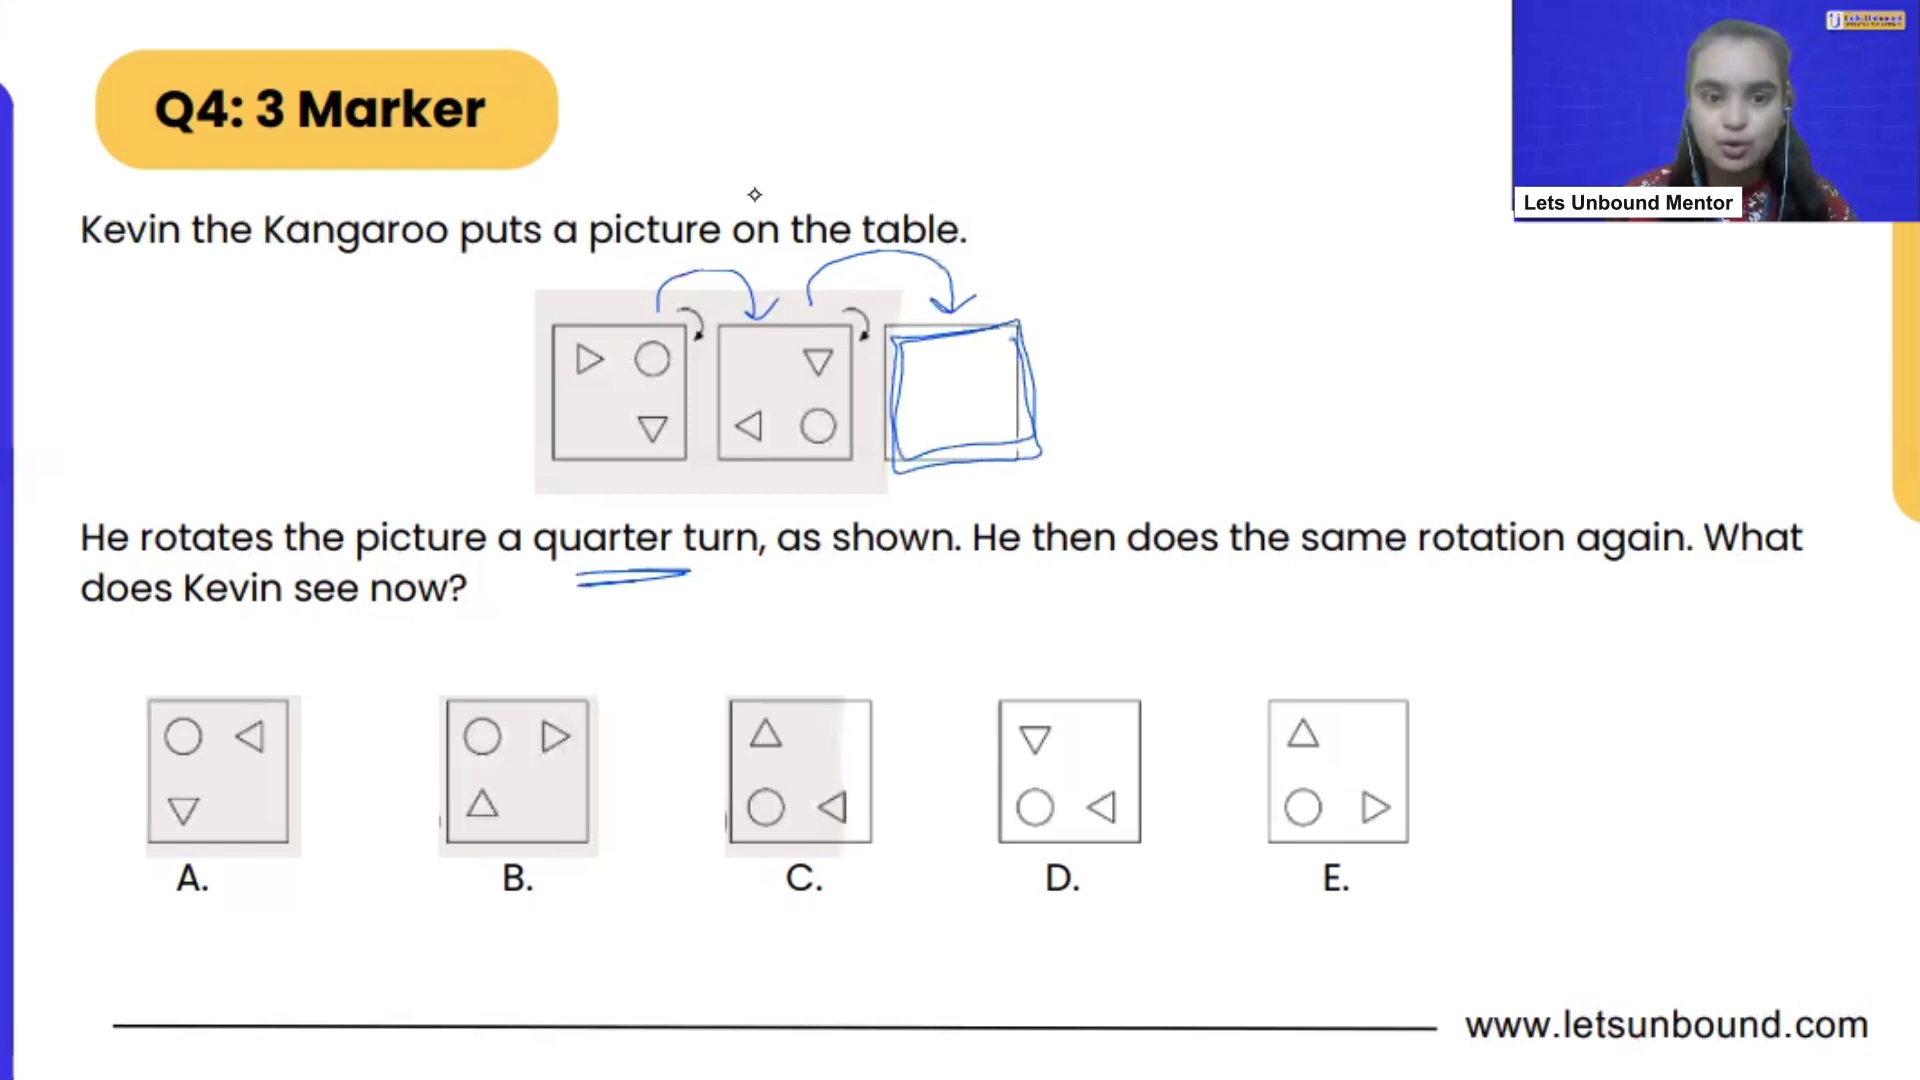 Q4: 3 Marker
Lets Unbound Mentor
Kevin the Kangaroo puts a picture on the table.
He rotates the picture a quarter turn, as shown. He then does the same rotation again. What
does Kevin see now?
A.
B.
C.
D.
E.
www.letsunbound.com